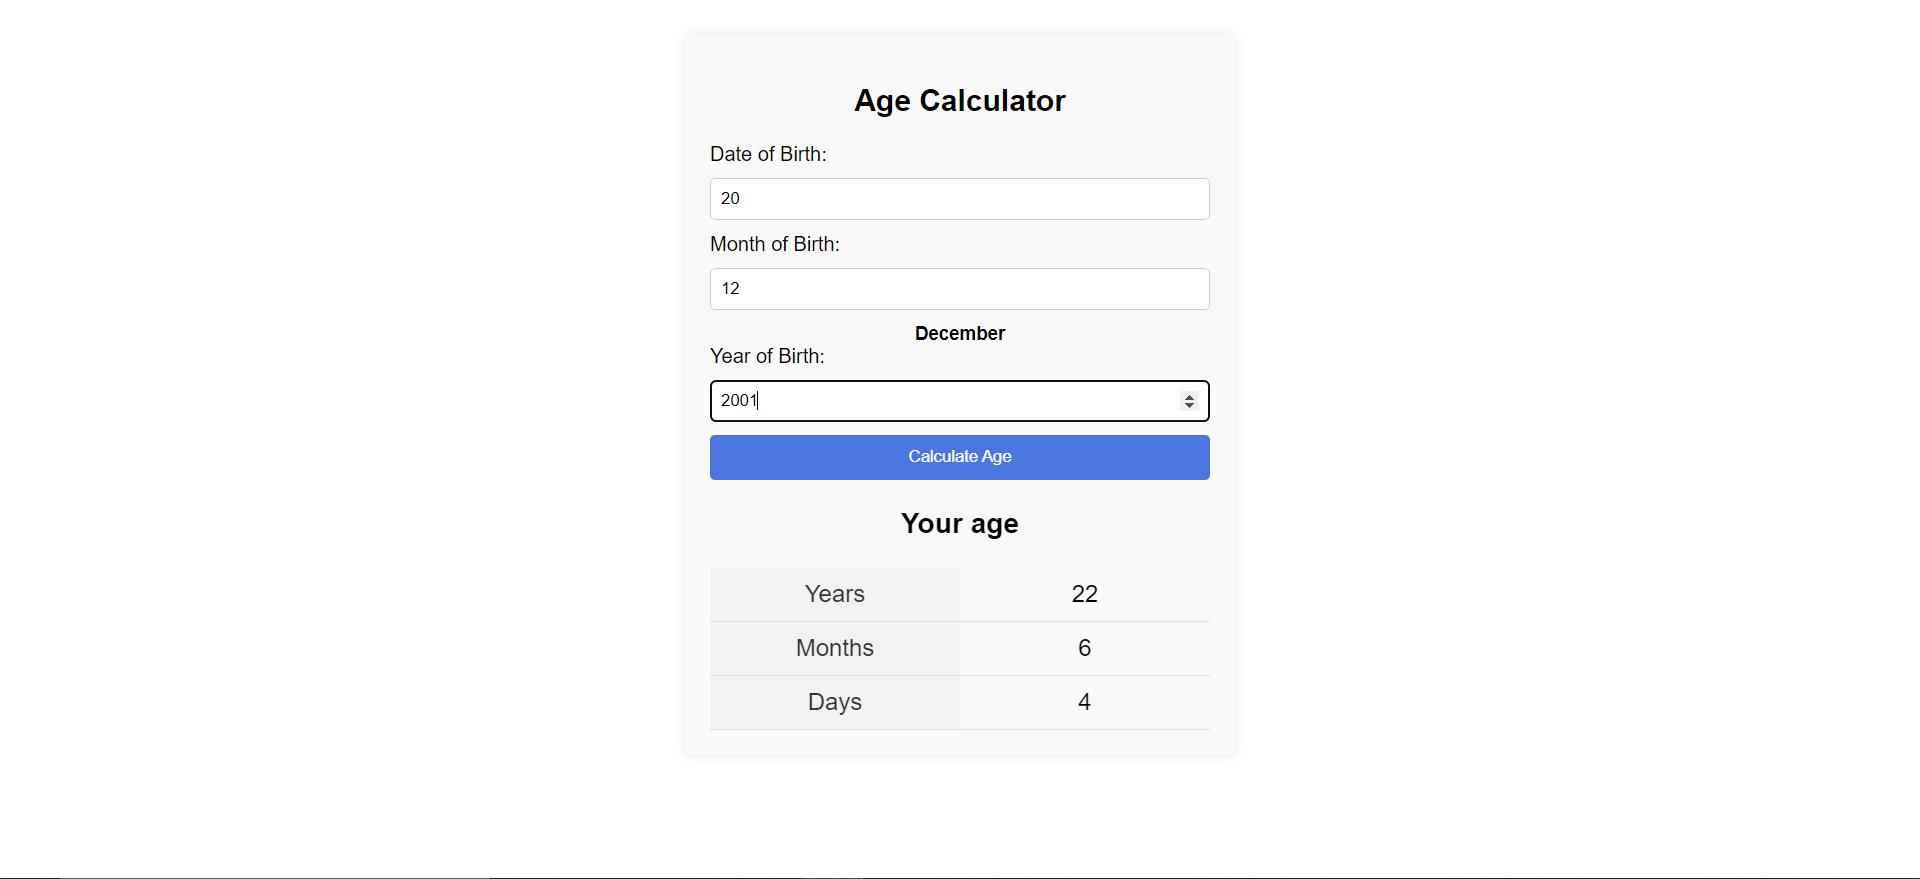 Age Calculator
Date of Birth:
20
Month of Birth:
12
December
Year of Birth:
2001
Calculate Age
Your age
Years 22
Months 6
Days 4